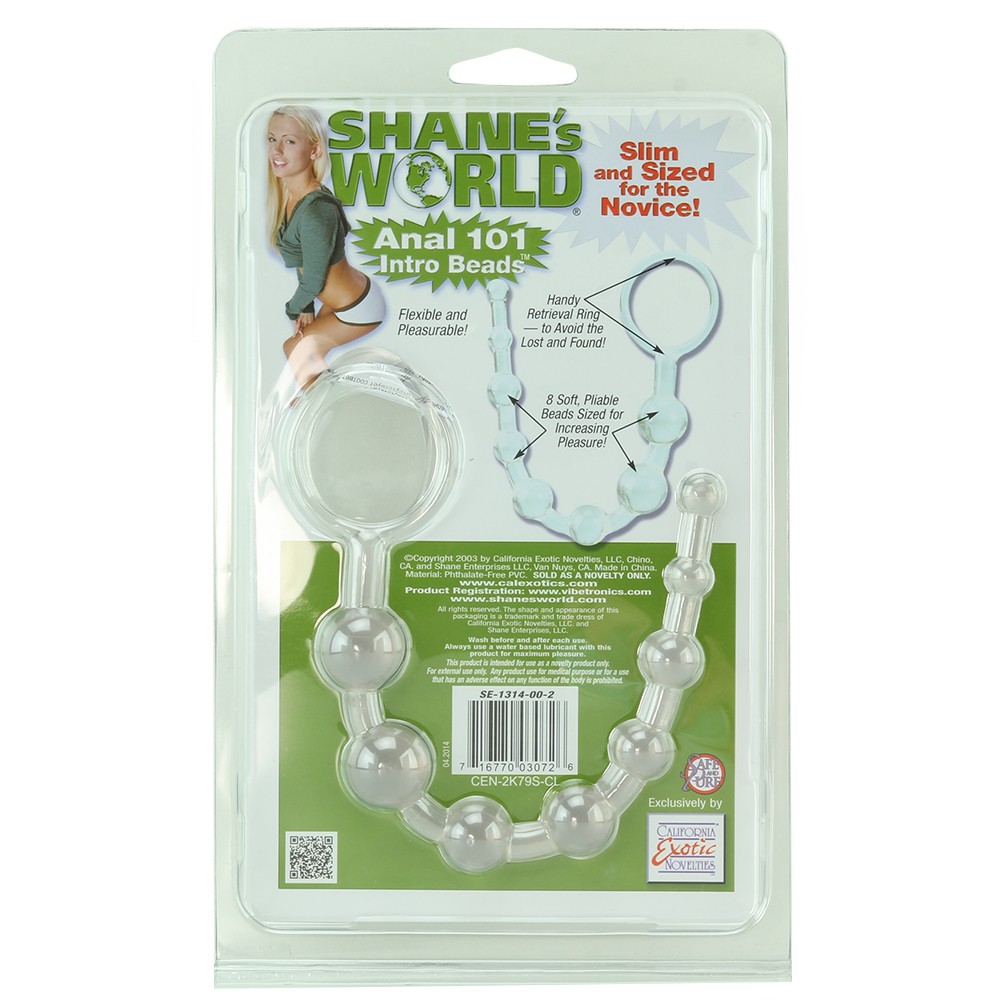 SHANE's
WORLD®
Anal 101
Intro Beads™
Slim
and Sized
for the
Novice!
Flexible and
Pleasurable!
Handy
Retrieval Ring
— to Avoid the
Lost and Found!
8 Soft, Pliable
Beads Sized for
Increasing
Pleasure!
©Copyright 2003 by California Exotic Novelties, LLC, Chino,
CA. and Shane Enterprises LLC, Van Nuys, CA. Made in China.
Material: Phthalate-Free PVC. SOLD AS A NOVELTY ONLY.
www.calexotics.com
Product Registration: www.vibetronics.com
www.shanesworld.com
All rights reserved. The shape and appearance of this
packaging is a trademark and trade dress of
California Exotic Novelties, LLC; and
Shane Enterprises, LLC.
Wash before and after each use.
Always use a water based lubricant with this
product for maximum pleasure.
This product is intended for use as a novelty product only.
For external use only. Any product use for medical purpose or for a use
that has an adverse effect on any function of the body is prohibited.
SE-1314-00-2
04.2014
7 16770 03072 6
CEN-2K79S-CL
SAFE
AND
PURE
Exclusively by
CALIFORNIA
Exotic
NOVELTIES™